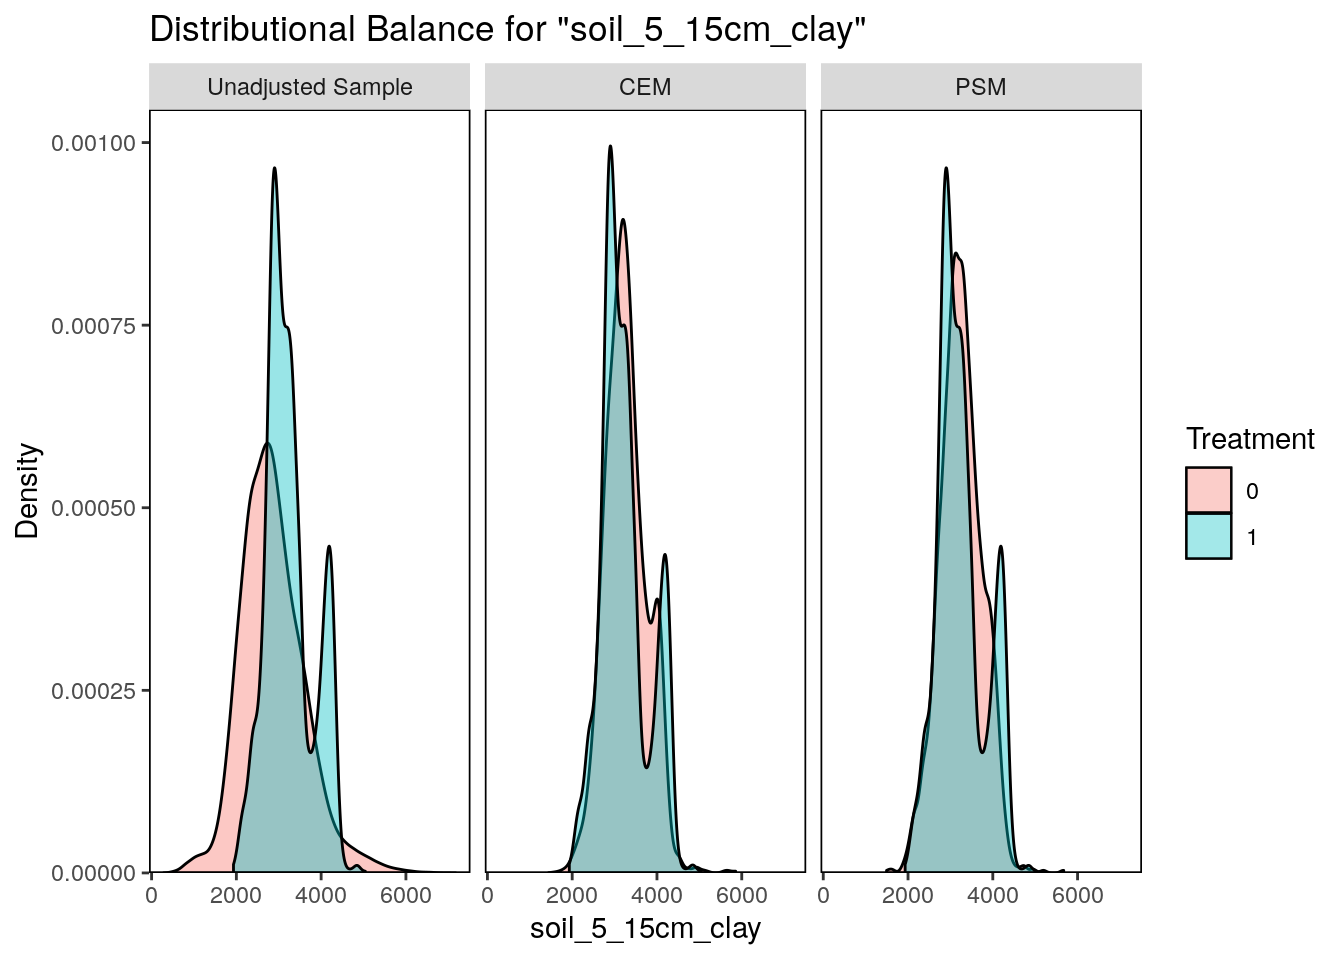 Distributional Balance for "soil_5_15cm_clay"
Unadjusted Sample
CEM
PSM
0.00100
0.00075
0.00050
0.00025
0.00000
Density
0 2000 4000 6000
0 2000 4000 6000
0 2000 4000 6000
soil_5_15cm_clay
Treatment
0
1